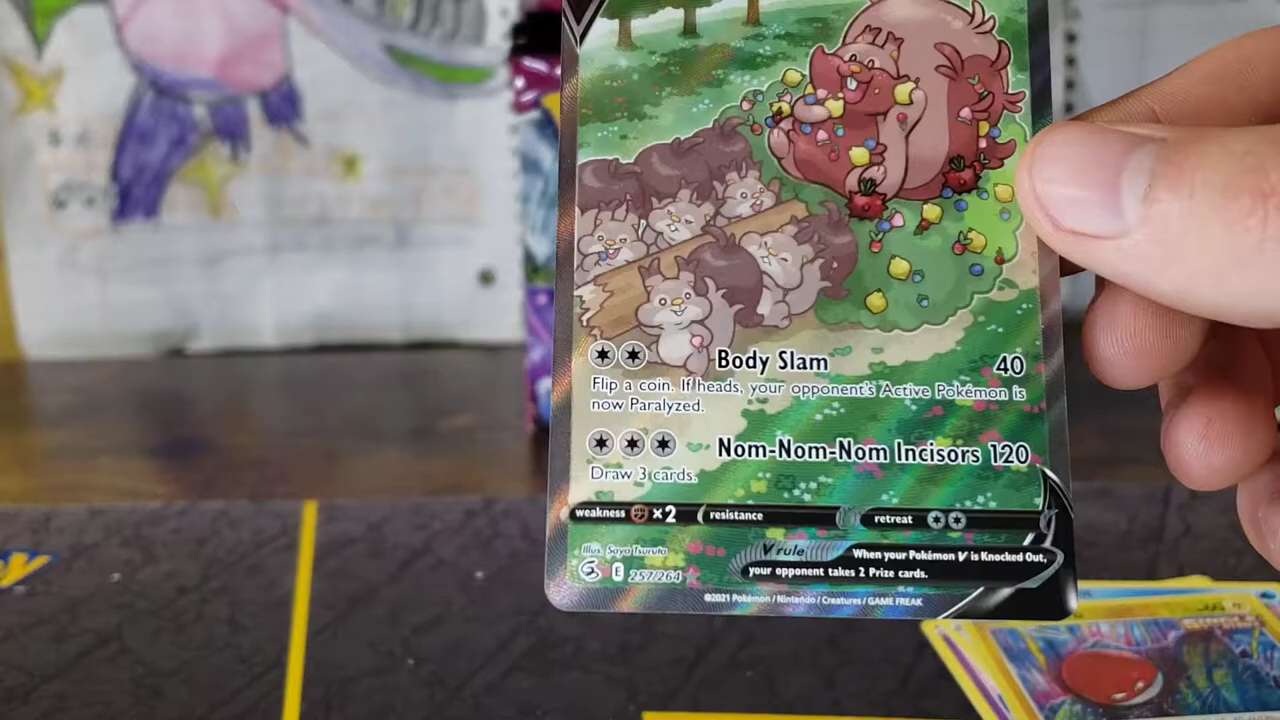 Body Slam 40
Flip a coin. If heads, your opponent's Active Pokémon is
now Paralyzed.
Nom-Nom-Nom Incisors 120
Draw 3 cards.
weakness ×2 resistance retreat
Illus. Saya Tsuruta
V rule When your Pokémon V is Knocked Out,
your opponent takes 2 Prize cards.
E 257/264
©2021 Pokémon / Nintendo / Creatures / GAME FREAK